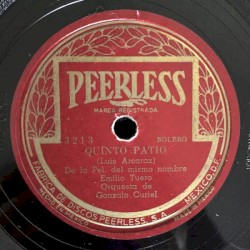 PEERLESS
MARCA REGISTRADA
3213 BOLERO
QUINTO PATIO
(Luis Arcaraz)
De la Pel. del mismo nombre
Emilio Tuero
Orquesta de
Gonzalo Curiel
FABRICA DE DISCOS PEERLESS, S.A. MEXICO, D.F.